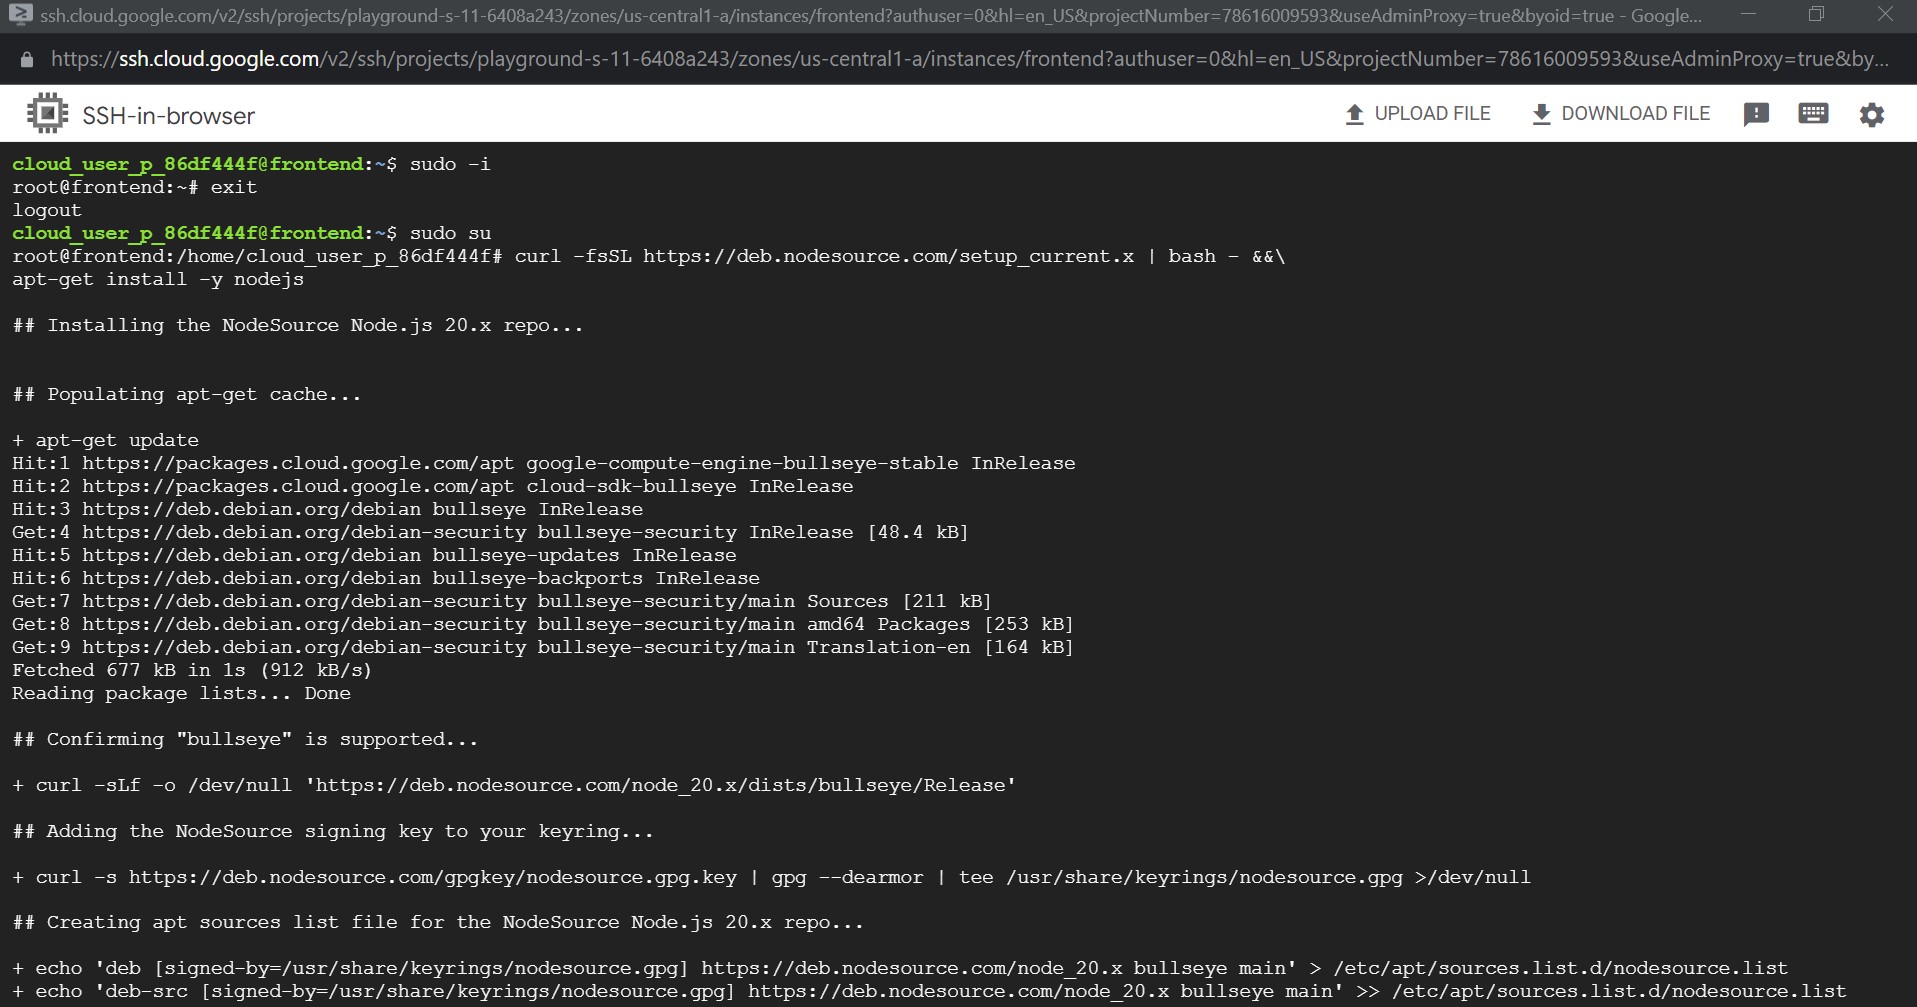 ssh.cloud.google.com/v2/ssh/projects/playground-s-11-6408a243/zones/us-central1-a/instances/frontend?authuser=0&hl=en_US&projectNumber=78616009593&useAdminProxy=true&byoid=true - Google...
https://ssh.cloud.google.com/v2/ssh/projects/playground-s-11-6408a243/zones/us-central1-a/instances/frontend?authuser=0&hl=en_US&projectNumber=78616009593&useAdminProxy=true&by...
SSH-in-browser UPLOAD FILE DOWNLOAD FILE
cloud_user_p_86df444f@frontend:~$ sudo -i
root@frontend:~# exit
logout
cloud_user_p_86df444f@frontend:~$ sudo su
root@frontend:/home/cloud_user_p_86df444f# curl -fsSL https://deb.nodesource.com/setup_current.x | bash - &&\
apt-get install -y nodejs
## Installing the NodeSource Node.js 20.x repo...
## Populating apt-get cache...
+ apt-get update
Hit:1 https://packages.cloud.google.com/apt google-compute-engine-bullseye-stable InRelease
Hit:2 https://packages.cloud.google.com/apt cloud-sdk-bullseye InRelease
Hit:3 https://deb.debian.org/debian bullseye InRelease
Get:4 https://deb.debian.org/debian-security bullseye-security InRelease [48.4 kB]
Hit:5 https://deb.debian.org/debian bullseye-updates InRelease
Hit:6 https://deb.debian.org/debian bullseye-backports InRelease
Get:7 https://deb.debian.org/debian-security bullseye-security/main Sources [211 kB]
Get:8 https://deb.debian.org/debian-security bullseye-security/main amd64 Packages [253 kB]
Get:9 https://deb.debian.org/debian-security bullseye-security/main Translation-en [164 kB]
Fetched 677 kB in 1s (912 kB/s)
Reading package lists... Done
## Confirming "bullseye" is supported...
+ curl -sLf -o /dev/null 'https://deb.nodesource.com/node_20.x/dists/bullseye/Release'
## Adding the NodeSource signing key to your keyring...
+ curl -s https://deb.nodesource.com/gpgkey/nodesource.gpg.key | gpg --dearmor | tee /usr/share/keyrings/nodesource.gpg >/dev/null
## Creating apt sources list file for the NodeSource Node.js 20.x repo...
+ echo 'deb [signed-by=/usr/share/keyrings/nodesource.gpg] https://deb.nodesource.com/node_20.x bullseye main' > /etc/apt/sources.list.d/nodesource.list
+ echo 'deb-src [signed-by=/usr/share/keyrings/nodesource.gpg] https://deb.nodesource.com/node_20.x bullseye main' >> /etc/apt/sources.list.d/nodesource.list